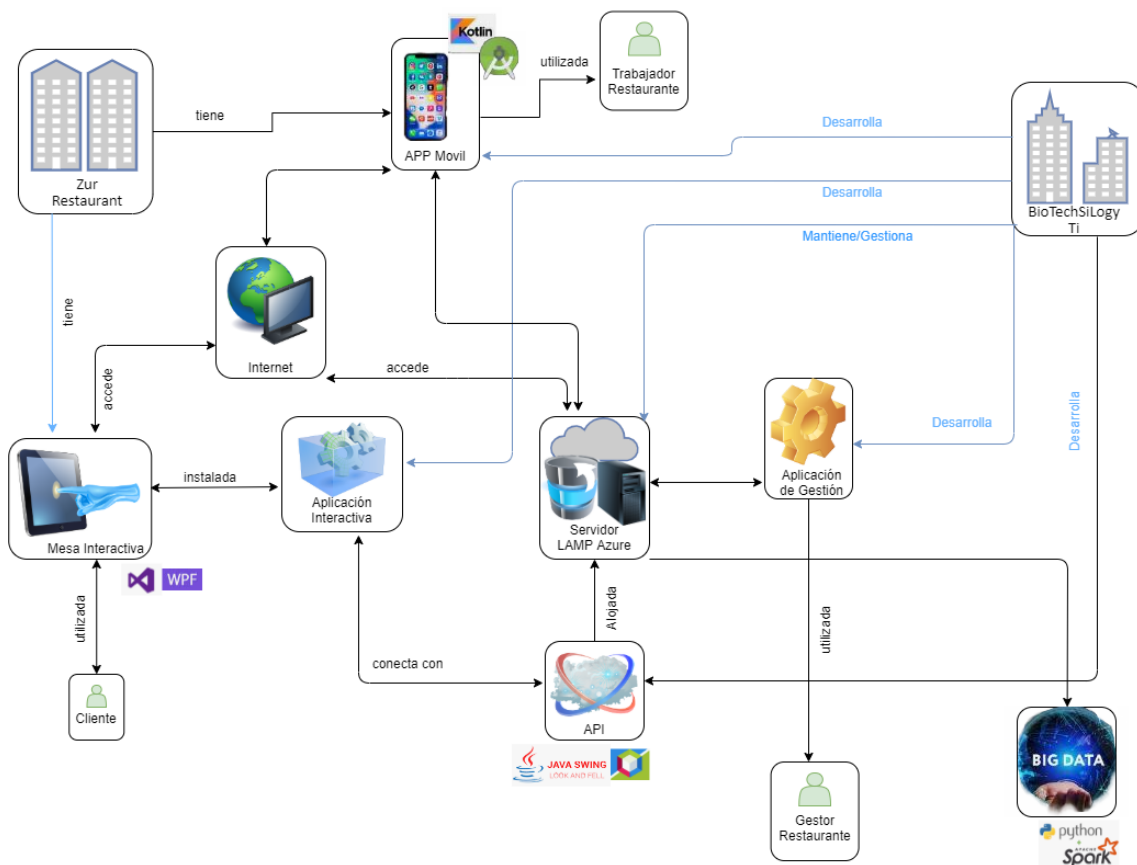 Kotlin
utilizada
Trabajador
Restaurante
tiene
APP Movil
Desarrolla
Zur
Restaurant
Desarrolla
BioTechSiLogy
Ti
Mantiene/Gestiona
tiene
Internet
accede
accede
Desarrolla
Desarrolla
instalada
Aplicación
Interactiva
Aplicación
de Gestión
Servidor
LAMP Azure
Mesa Interactiva
WPF
utilizada
Alojada
utilizada
conecta con
Cliente
API
BIG DATA
JAVA SWING
LOOK AND FELL
Gestor
Restaurante
python
+
APACHE
Spark